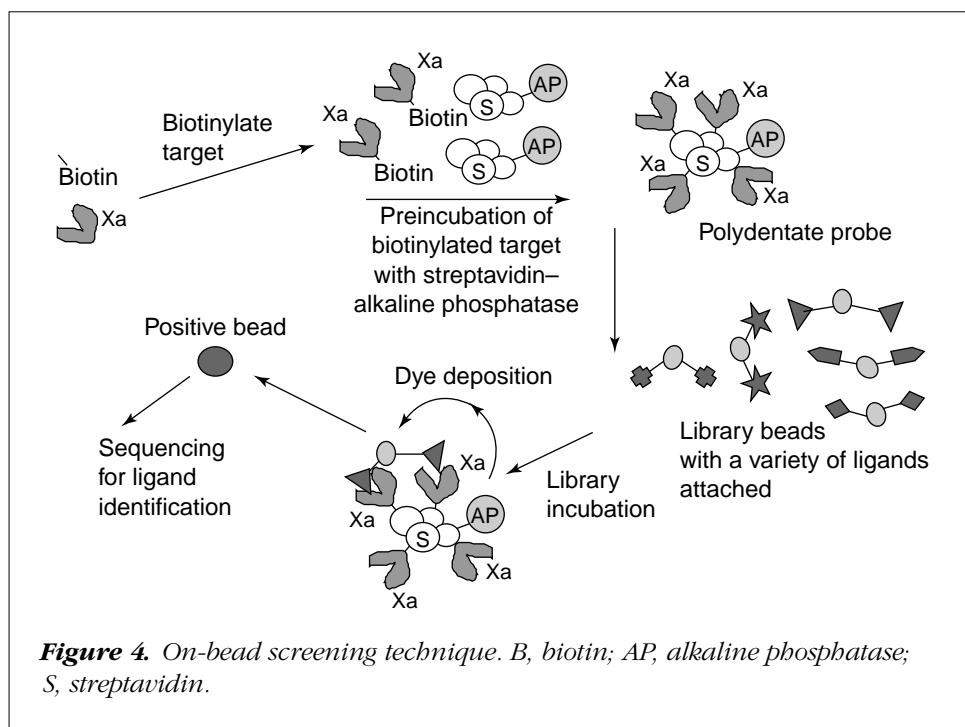 Xa
Biotin
Biotinylate
target
Xa
Biotin
Xa
Biotin
S
AP
S
AP
Preincubation of
biotinylated target
with streptavidin–
alkaline phosphatase
Xa
Xa
Xa
Xa
S
AP
Polydentate probe
Library beads
with a variety of ligands
attached
Library
incubation
Dye deposition
Xa
Xa
Xa
Xa
S
AP
Positive bead
Sequencing
for ligand
identification
Figure 4. On-bead screening technique. B, biotin; AP, alkaline phosphatase;
S, streptavidin.